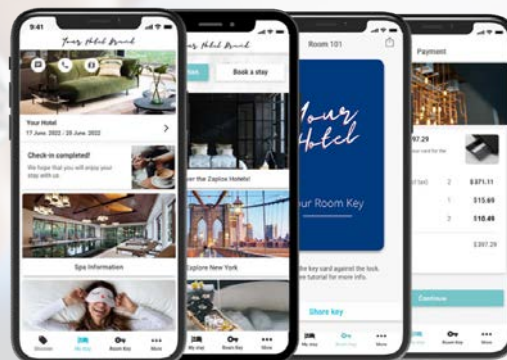 9:41
Your Hotel Brand
Your Hotel
17 June. 2022 / 20 June. 2022
Check-in completed!
We hope that you will enjoy your
stay with us.
Spa Information
Discover
My stay
Room Key
More
Your Hotel Brand
Book a stay
the Zaplox Hotels!
Explore New York
My stay
Room Key
More
Room 101
Your
Hotel
Room Key
the key card against the lock.
tutorial for more info.
Share key
My stay
Room Key
More
Payment
97.29
your card for the
2 $371.11
1 $15.69
2 $10.49
$397.29
Continue
More